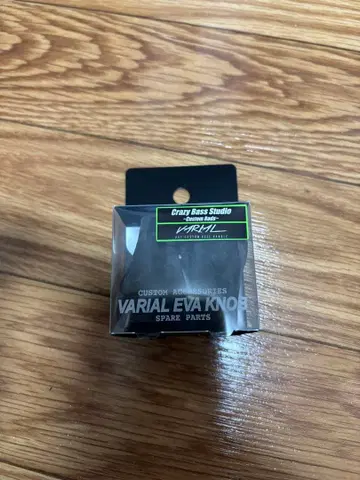 Crazy Bass Studio
~Custom Rods~
VARIAL
CUSTOM ACCESSORIES
VARIAL EVA KNOB
SPARE PARTS